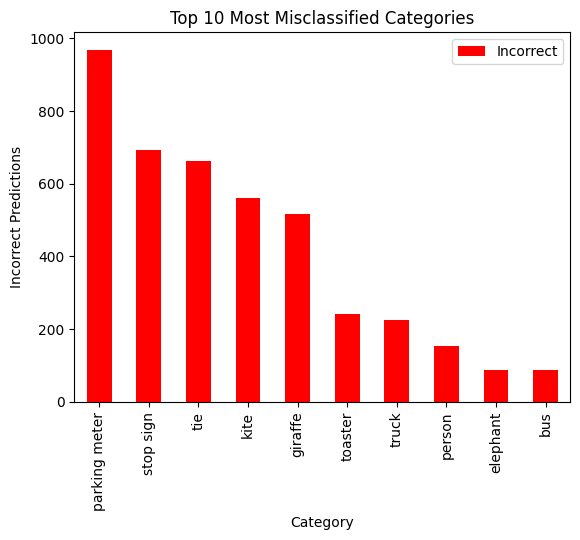 Top 10 Most Misclassified Categories
Incorrect
Incorrect Predictions
1000
800
600
400
200
0
parking meter
stop sign
tie
kite
giraffe
toaster
truck
person
elephant
bus
Category